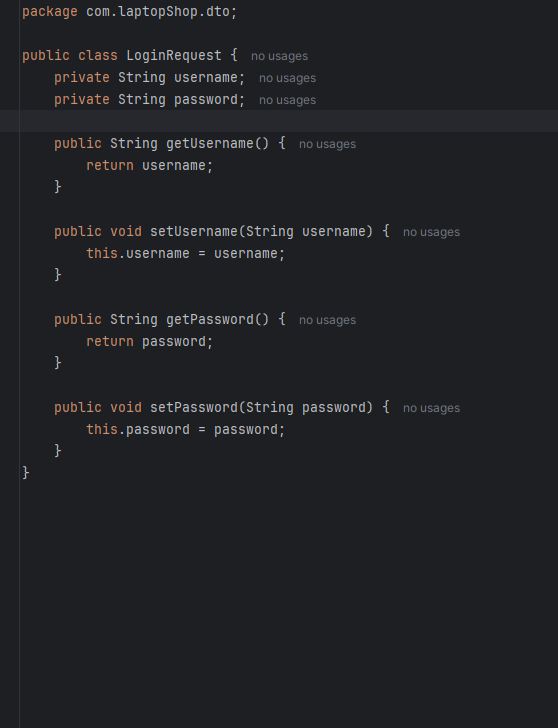 package com.laptopShop.dto;
public class LoginRequest { no usages
private String username; no usages
private String password; no usages
public String getUsername() { no usages
return username;
}
public void setUsername(String username) { no usages
this.username = username;
}
public String getPassword() { no usages
return password;
}
public void setPassword(String password) { no usages
this.password = password;
}
}